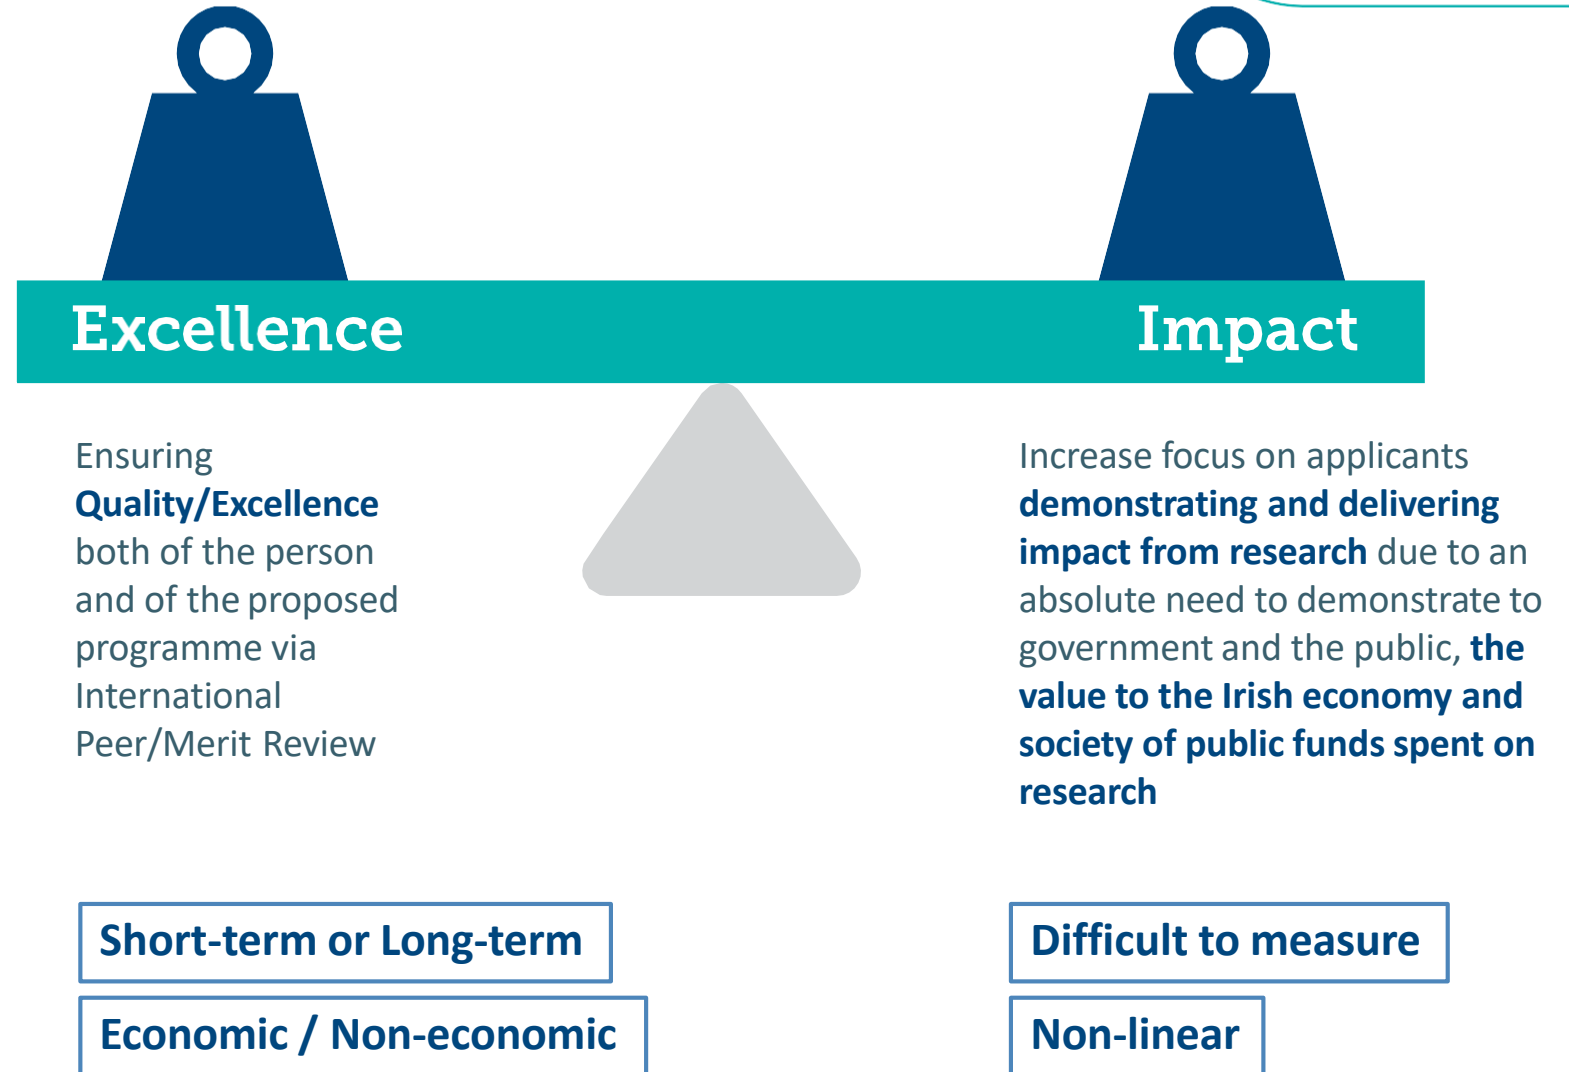 Excellence
Impact
Ensuring
Quality/Excellence
both of the person
and of the proposed
programme via
International
Peer/Merit Review
Increase focus on applicants
demonstrating and delivering
impact from research due to an
absolute need to demonstrate to
government and the public, the
value to the Irish economy and
society of public funds spent on
research
Short-term or Long-term
Difficult to measure
Economic / Non-economic
Non-linear